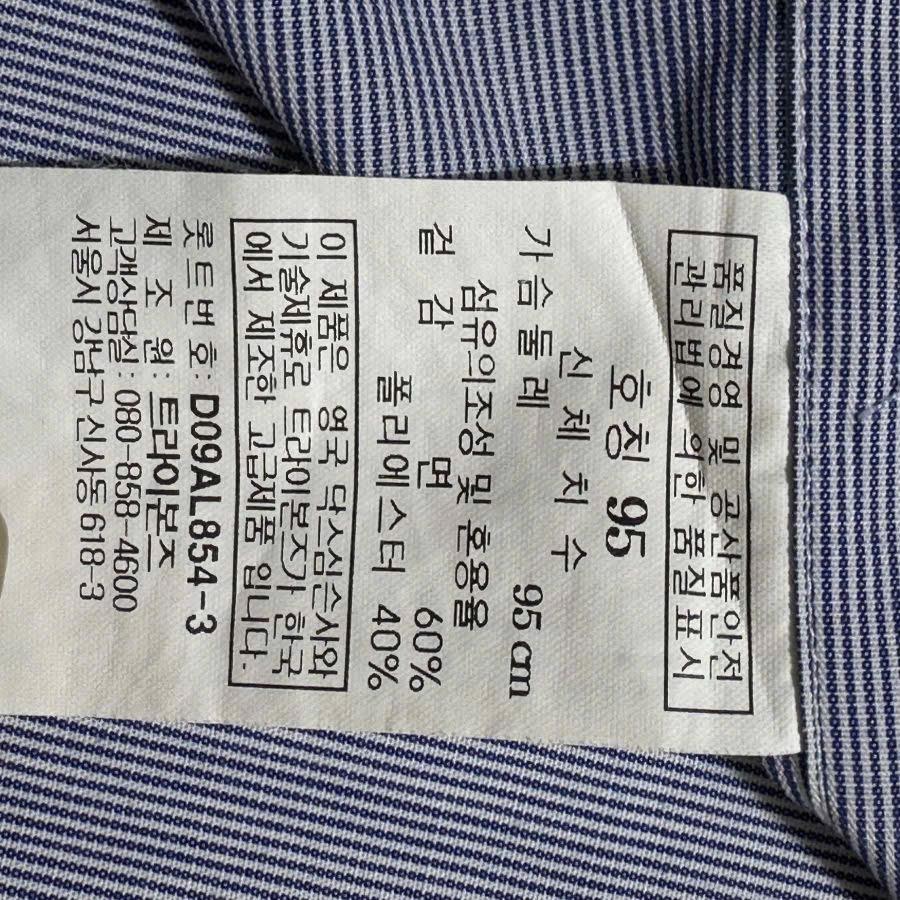 품질경영 및 공산품안전
관리법에 의한 품질표시
호칭 95
신체치수
가슴둘레 95cm
섬유의조성 및 혼용율
겉감 면 60%
폴리에스터 40%
이 제품은 영국 닥스심손사와
기술제휴로 트라이본즈가 한국
에서 제조한 고급제품 입니다.
롯트번호: D09AL854-3
제조원: 트라이본즈
고객상담실: 080-858-4600
서울시 강남구 신사동 618-3